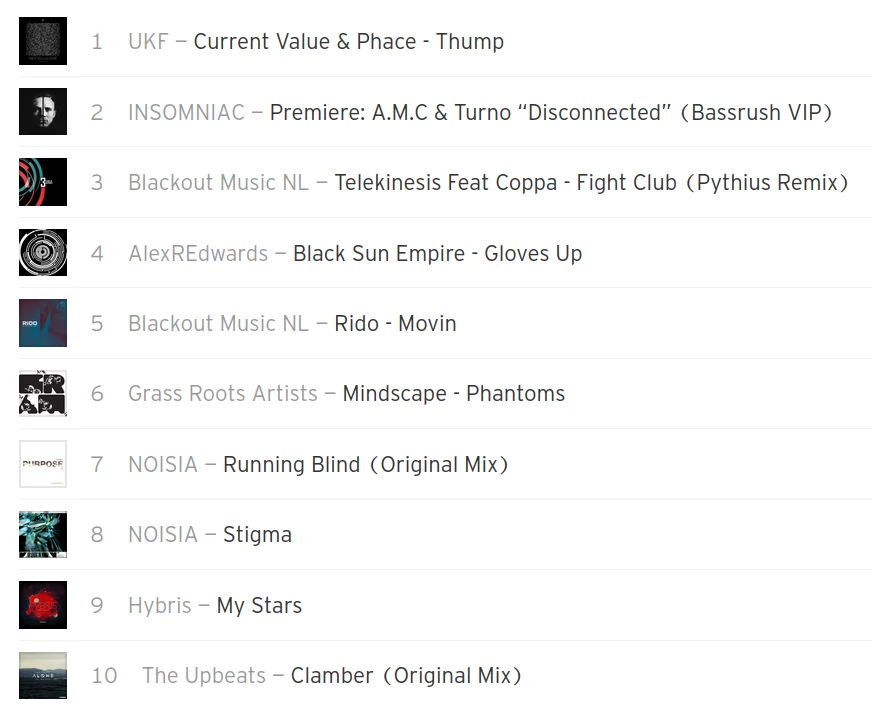 1 UKF – Current Value & Phace - Thump
2 INSOMNIAC – Premiere: A.M.C & Turno “Disconnected” (Bassrush VIP)
3 Blackout Music NL – Telekinesis Feat Coppa - Fight Club (Pythius Remix)
4 AlexREdwards – Black Sun Empire - Gloves Up
RIDO
5 Blackout Music NL – Rido - Movin
6 Grass Roots Artists – Mindscape - Phantoms
PURPOSE
7 NOISIA – Running Blind (Original Mix)
8 NOISIA – Stigma
9 Hybris – My Stars
ALONE
10 The Upbeats – Clamber (Original Mix)